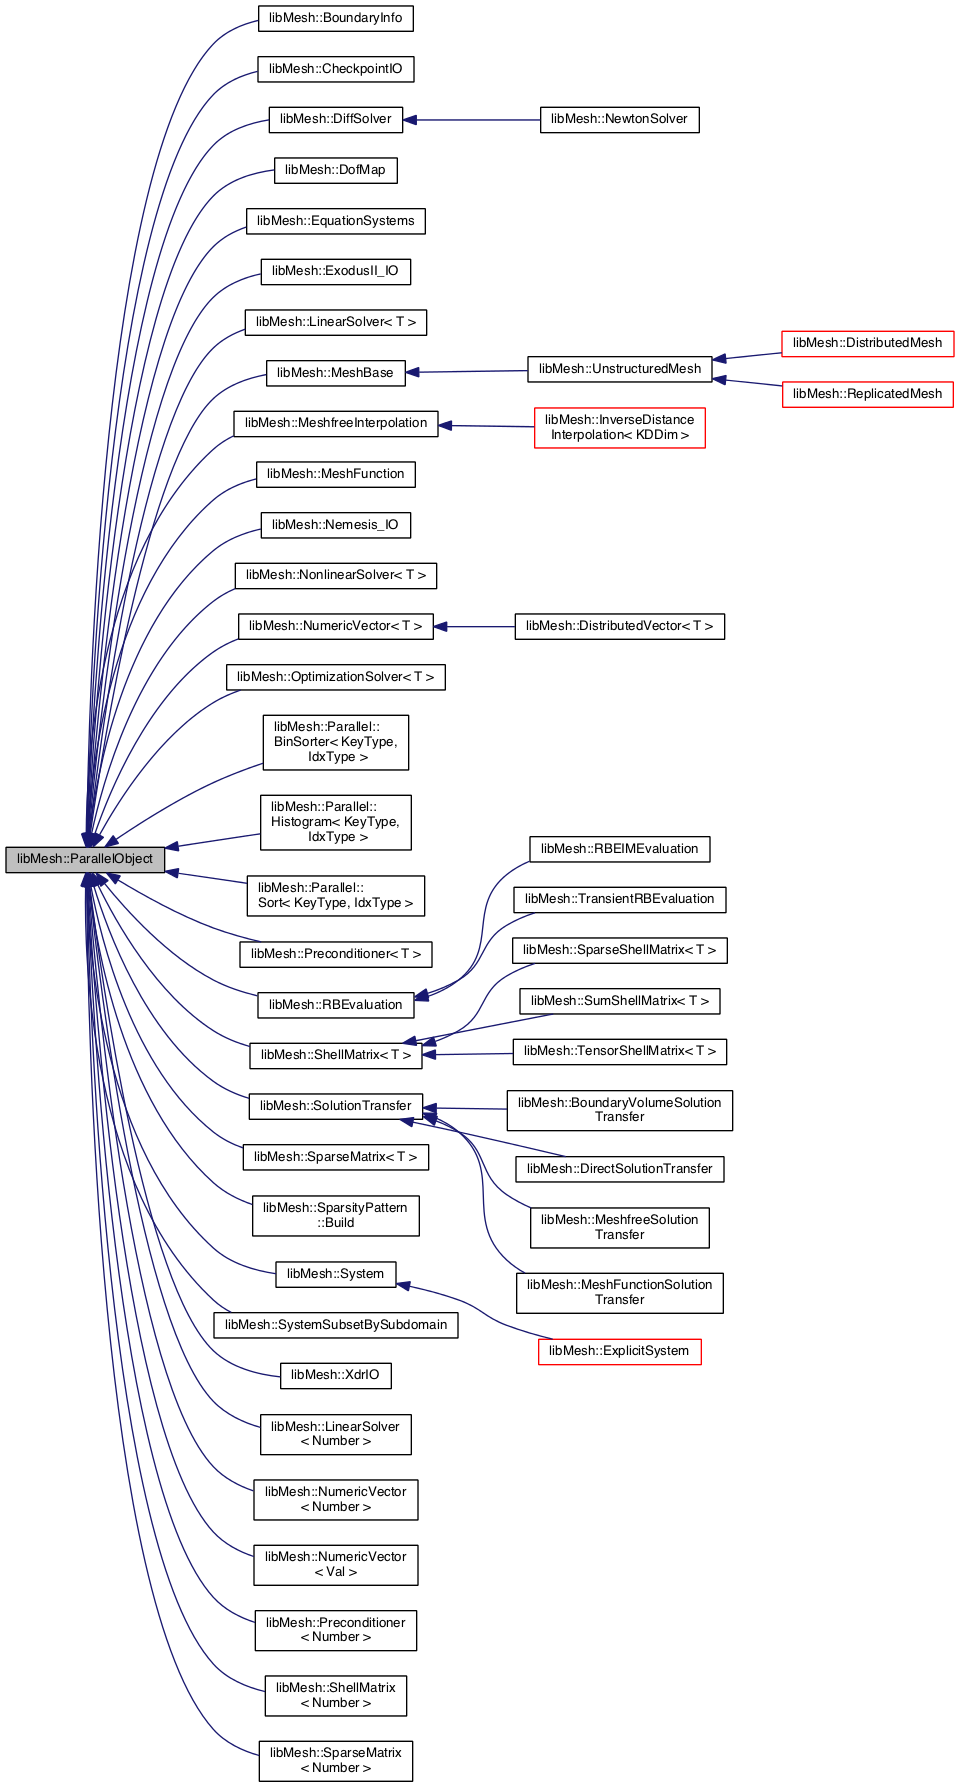 libMesh::BoundaryInfo
libMesh::CheckpointIO
libMesh::DiffSolver
libMesh::NewtonSolver
libMesh::DofMap
libMesh::EquationSystems
libMesh::ExodusII_IO
libMesh::LinearSolver< T >
libMesh::MeshBase
libMesh::UnstructuredMesh
libMesh::DistributedMesh
libMesh::ReplicatedMesh
libMesh::MeshfreeInterpolation
libMesh::InverseDistance
Interpolation< KDDim >
libMesh::MeshFunction
libMesh::Nemesis_IO
libMesh::NonlinearSolver< T >
libMesh::NumericVector< T >
libMesh::DistributedVector< T >
libMesh::OptimizationSolver< T >
libMesh::Parallel::
BinSorter< KeyType,
IdxType >
libMesh::Parallel::
Histogram< KeyType,
IdxType >
libMesh::ParallelObject
libMesh::Parallel::
Sort< KeyType, IdxType >
libMesh::Preconditioner< T >
libMesh::RBEvaluation
libMesh::RBEIMEvaluation
libMesh::TransientRBEvaluation
libMesh::SparseShellMatrix< T >
libMesh::SumShellMatrix< T >
libMesh::ShellMatrix< T >
libMesh::TensorShellMatrix< T >
libMesh::SolutionTransfer
libMesh::BoundaryVolumeSolution
Transfer
libMesh::DirectSolutionTransfer
libMesh::MeshfreeSolution
Transfer
libMesh::MeshFunctionSolution
Transfer
libMesh::SparseMatrix< T >
libMesh::SparsityPattern
::Build
libMesh::System
libMesh::ExplicitSystem
libMesh::SystemSubsetBySubdomain
libMesh::XdrIO
libMesh::LinearSolver
< Number >
libMesh::NumericVector
< Number >
libMesh::NumericVector
< Val >
libMesh::Preconditioner
< Number >
libMesh::ShellMatrix
< Number >
libMesh::SparseMatrix
< Number >